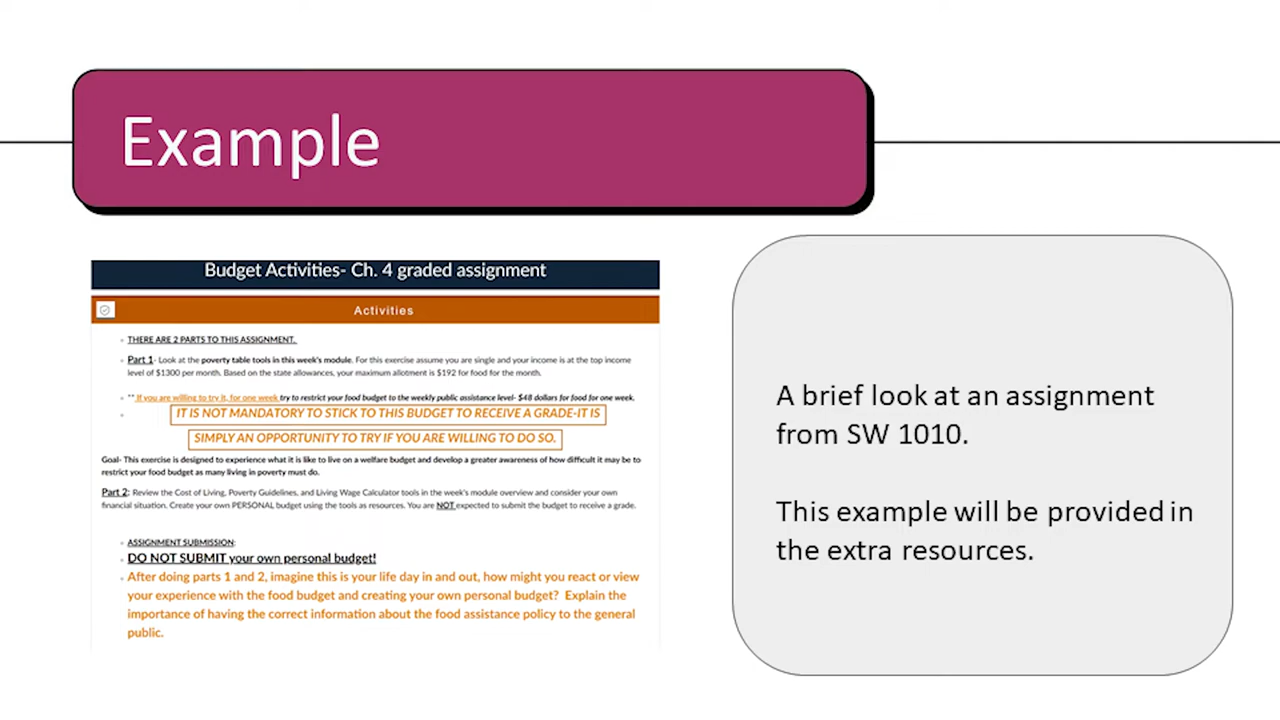 Example
Budget Activities- Ch. 4 graded assignment
Activities
THERE ARE 2 PARTS TO THIS ASSIGNMENT.
Part 1- Look at the poverty table tools in this week's module. For this exercise assume you are single and your income is at the top income
level of $1300 per month. Based on the state allowances, your maximum allotment is $192 for food for the month.
** If you are willing to try it, for one week try to restrict your food budget to the weekly public assistance level- $48 dollars for food for one week.
IT IS NOT MANDATORY TO STICK TO THIS BUDGET TO RECEIVE A GRADE-IT IS
SIMPLY AN OPPORTUNITY TO TRY IF YOU ARE WILLING TO DO SO.
Goal- This exercise is designed to experience what it is like to live on a welfare budget and develop a greater awareness of how difficult it may be to
restrict your food budget as many living in poverty must do.
Part 2: Review the Cost of Living, Poverty Guidelines, and Living Wage Calculator tools in the week's module overview and consider your own
financial situation. Create your own PERSONAL budget using the tools as resources. You are NOT expected to submit the budget to receive a grade.
ASSIGNMENT SUBMISSION:
DO NOT SUBMIT your own personal budget!
After doing parts 1 and 2, imagine this is your life day in and out, how might you react or view
your experience with the food budget and creating your own personal budget? Explain the
importance of having the correct information about the food assistance policy to the general
public.
A brief look at an assignment
from SW 1010.
This example will be provided in
the extra resources.